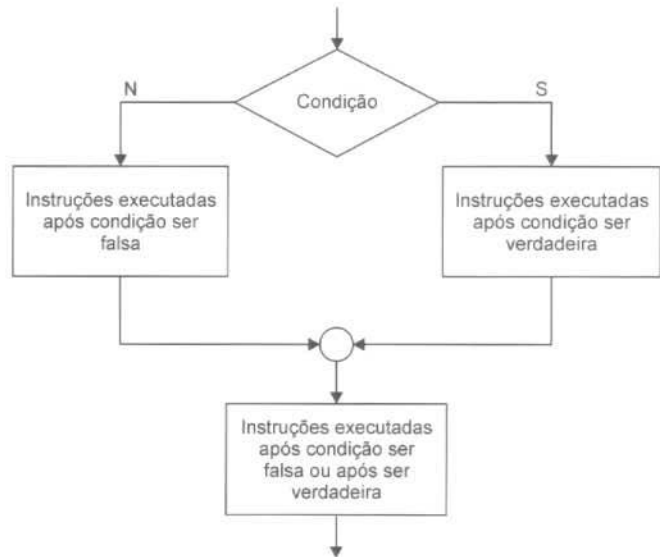 N
Condição
S
Instruções executadas
após condição ser
falsa
Instruções executadas
após condição ser
verdadeira
Instruções executadas
após condição ser
falsa ou após ser
verdadeira